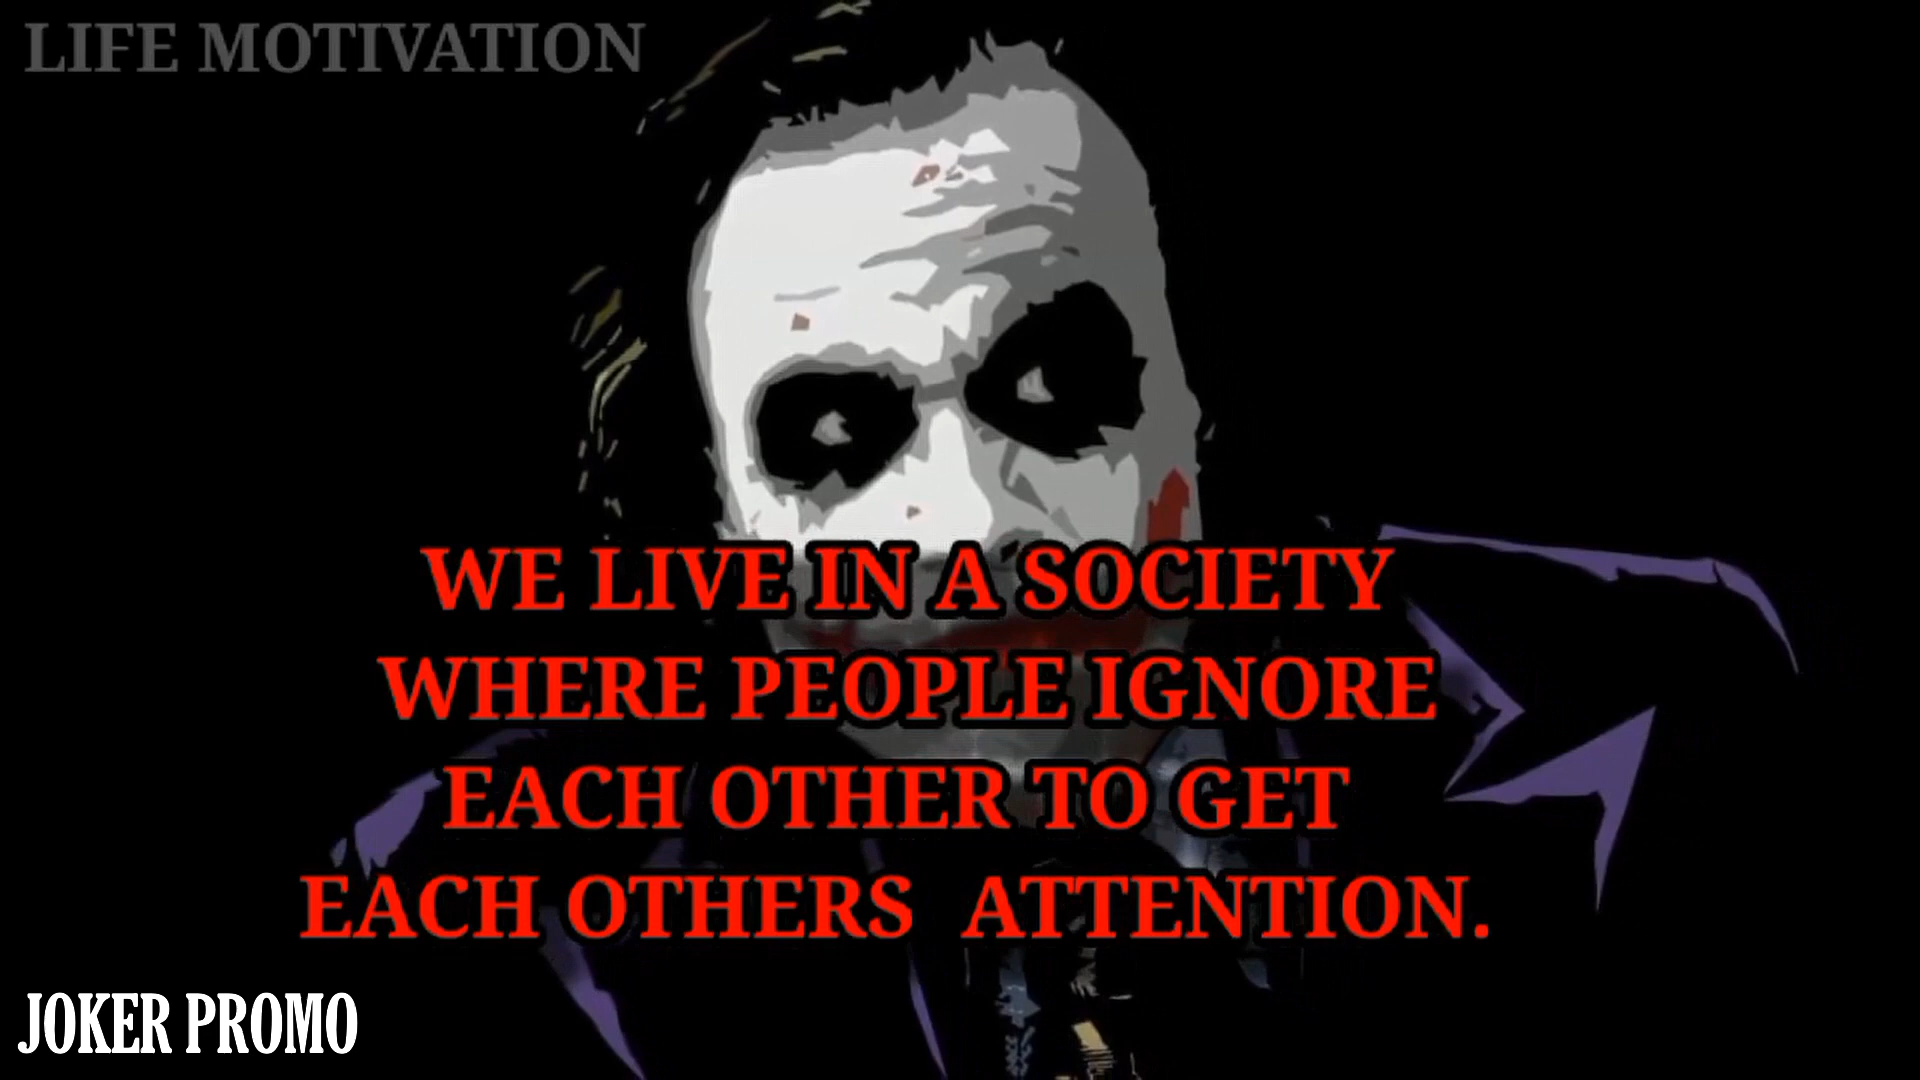 LIFE MOTIVATION
WE LIVE IN A SOCIETY
WHERE PEOPLE IGNORE
EACH OTHER TO GET
EACH OTHERS  ATTENTION.
JOKER PROMO